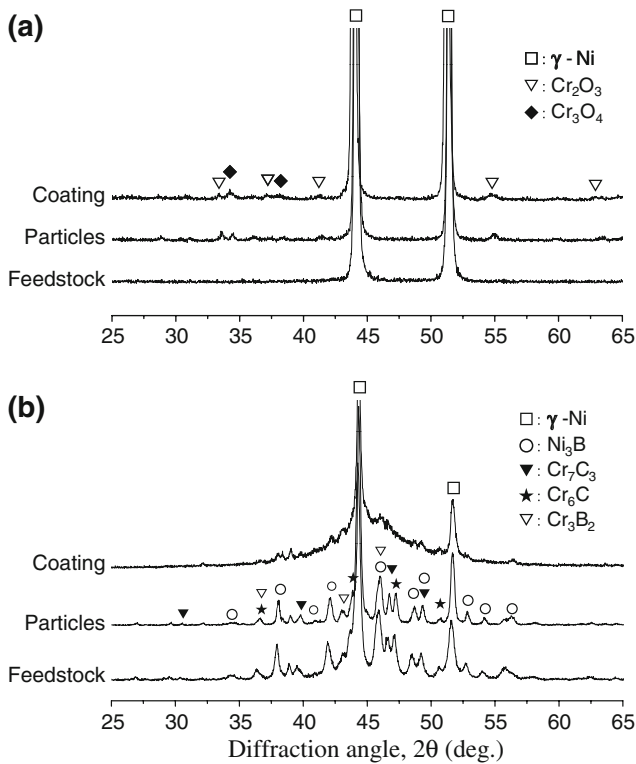 (a)
□ : γ - Ni
▽ : Cr₂O₃
◆ : Cr₃O₄
Coating
Particles
Feedstock
25 30 35 40 45 50 55 60 65
(b)
□ : γ -Ni
○ : Ni₃B
▼ : Cr₇C₃
★ : Cr₆C
▽ : Cr₃B₂
Coating
Particles
Feedstock
25 30 35 40 45 50 55 60 65
Diffraction angle, 2θ (deg.)